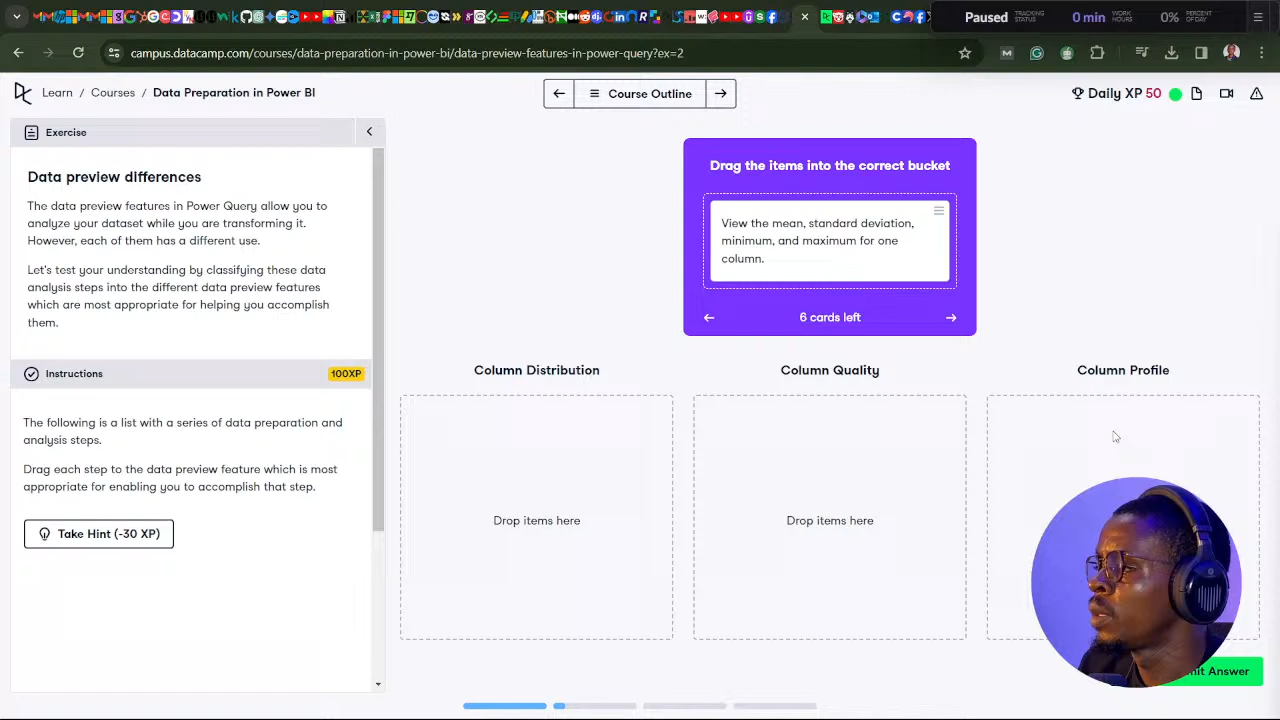 Paused
TRACKING STATUS
0 min
WORK HOURS
0%
PERCENT OF DAY
campus.datacamp.com/courses/data-preparation-in-power-bi/data-preview-features-in-power-query?ex=2
Learn / Courses / Data Preparation in Power BI
Course Outline
Daily XP 50
Exercise
Data preview differences
The data preview features in Power Query allow you to
analyze your dataset while you are transforming it.
However, each of them has a different use.
Let's test your understanding by classifying these data
analysis steps into the different data preview features
which are most appropriate for helping you accomplish
them.
Instructions
100XP
The following is a list with a series of data preparation and
analysis steps.
Drag each step to the data preview feature which is most
appropriate for enabling you to accomplish that step.
Take Hint (-30 XP)
Drag the items into the correct bucket
View the mean, standard deviation,
minimum, and maximum for one
column.
6 cards left
Column Distribution
Column Quality
Column Profile
Drop items here
Drop items here
Answer